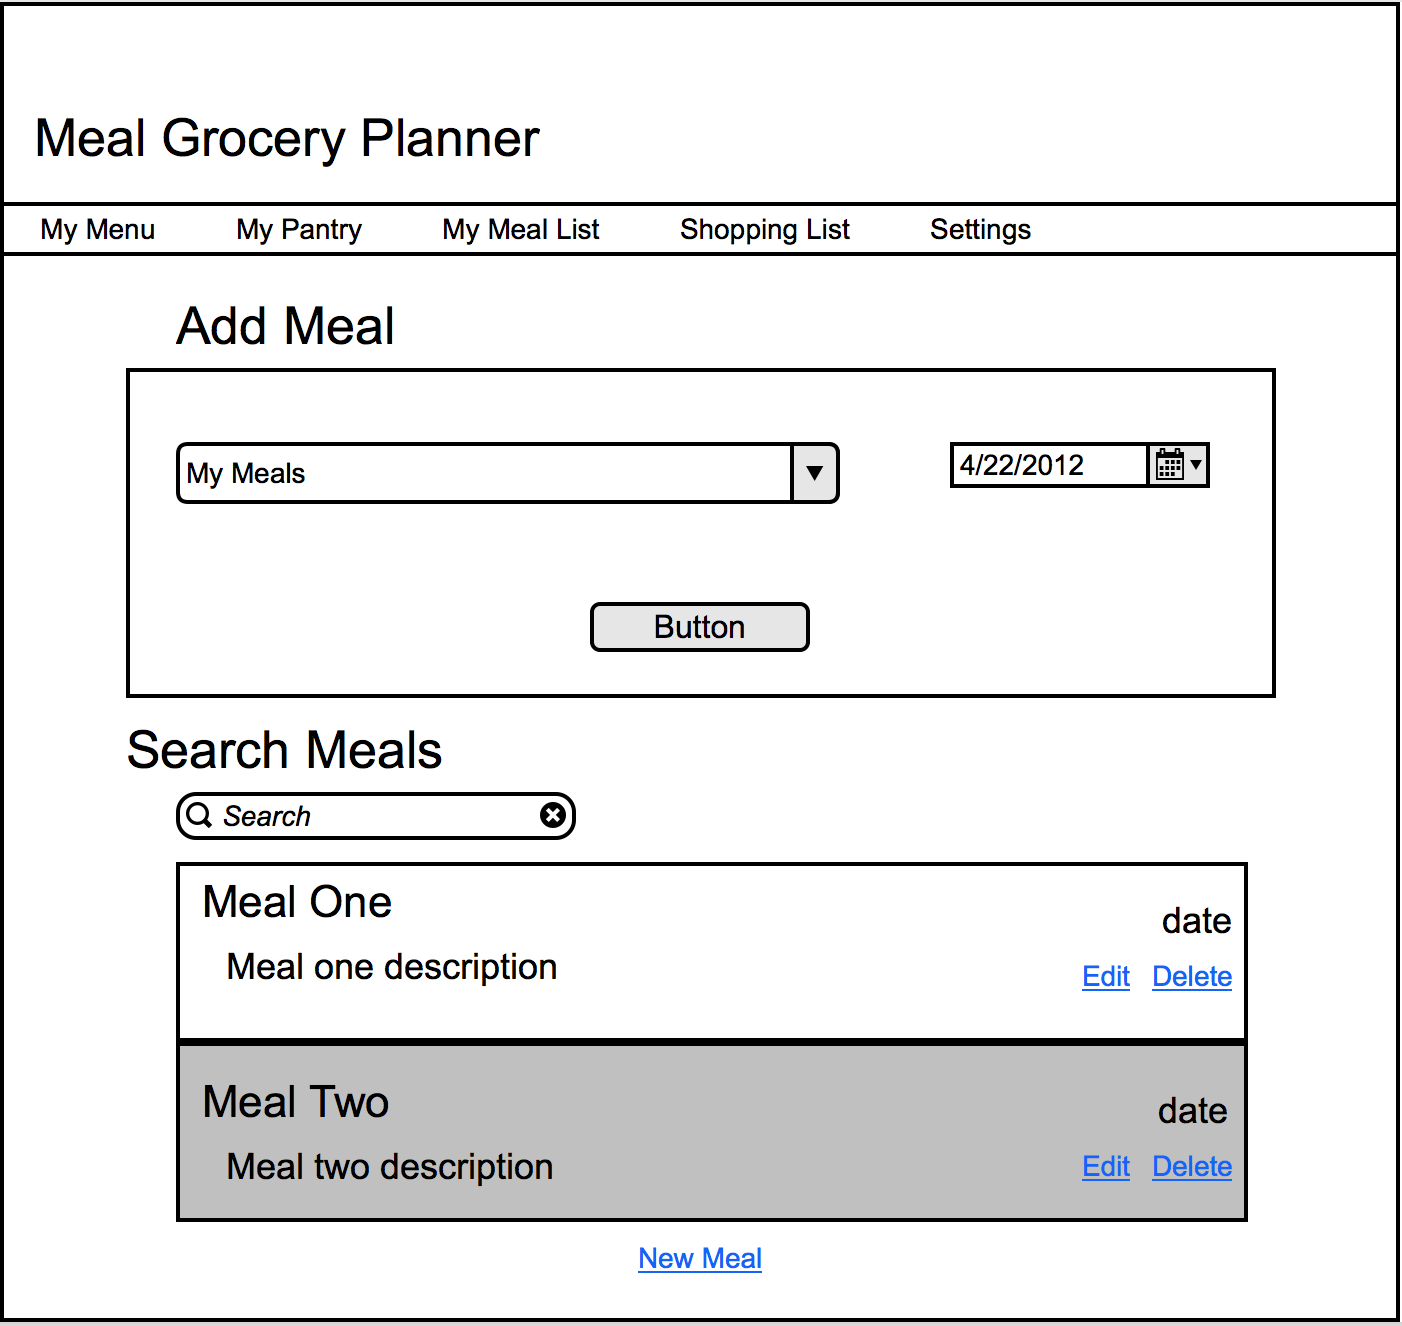 Meal Grocery Planner
My Menu My Pantry My Meal List Shopping List Settings
Add Meal
My Meals 4/22/2012
Button
Search Meals
Search
Meal One
date
Meal one description
Edit Delete
Meal Two
date
Meal two description
Edit Delete
New Meal